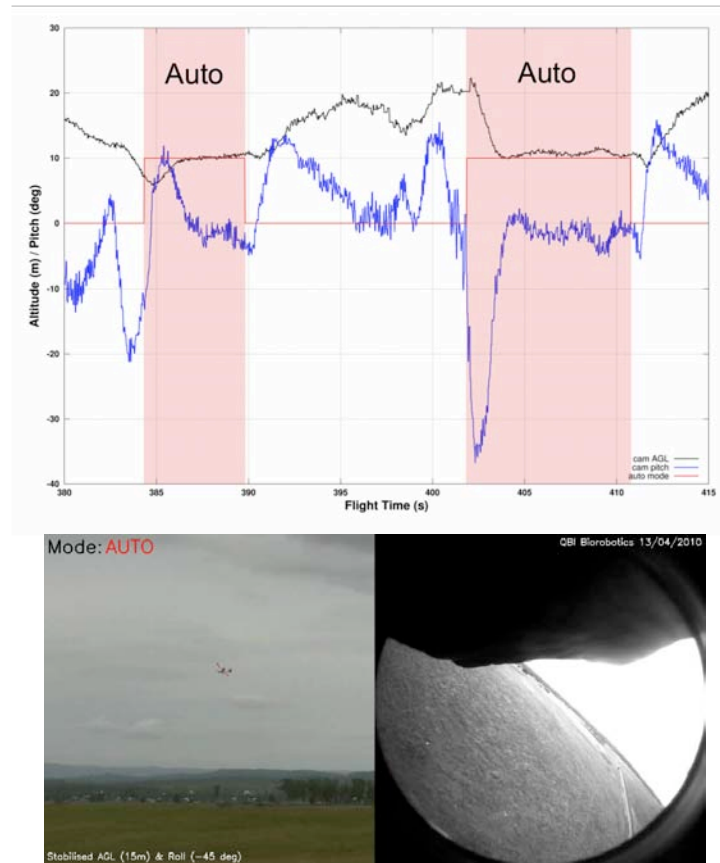 Auto Auto
30
20
10
0
-10
-20
-30
-40
Altitude (m) / Pitch (deg)
cam AGL
cam pitch
auto mode
380 385 390 395 400 405 410 415
Flight Time (s)
Mode: AUTO
QBI Biorobotics 13/04/2010
Stabilised AGL (15m) & Roll (-45 deg)